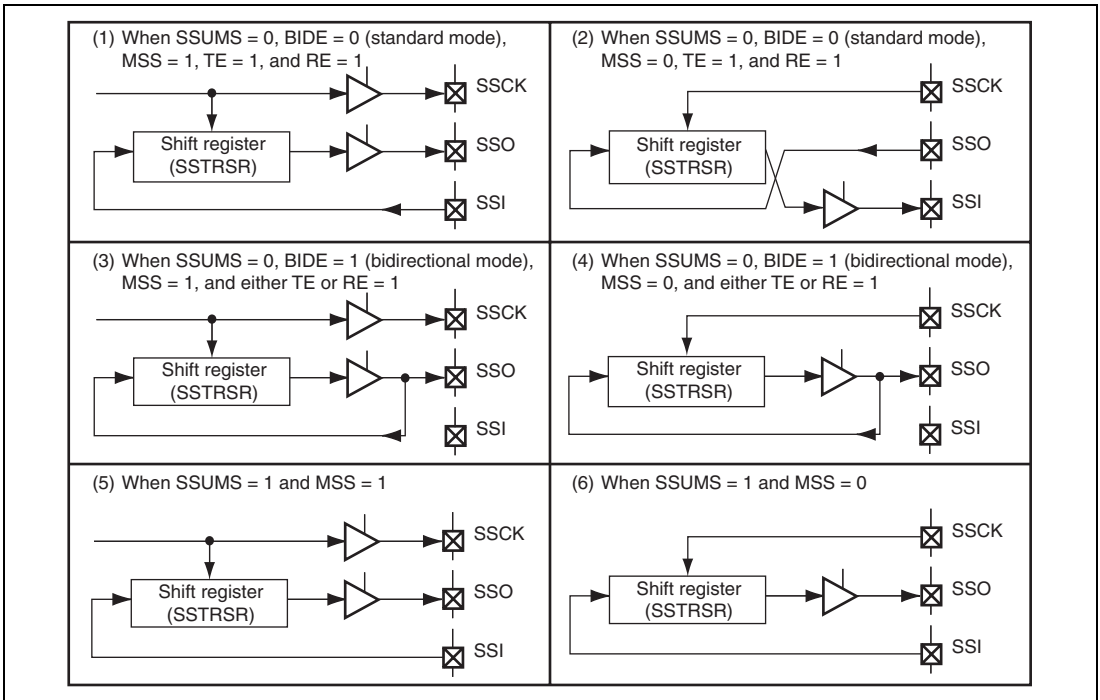 (1) When SSUMS = 0, BIDE = 0 (standard mode),
MSS = 1, TE = 1, and RE = 1
SSCK
Shift register
(SSTRSR)
SSO
SSI
(2) When SSUMS = 0, BIDE = 0 (standard mode),
MSS = 0, TE = 1, and RE = 1
SSCK
Shift register
(SSTRSR)
SSO
SSI
(3) When SSUMS = 0, BIDE = 1 (bidirectional mode),
MSS = 1, and either TE or RE = 1
SSCK
Shift register
(SSTRSR)
SSO
SSI
(4) When SSUMS = 0, BIDE = 1 (bidirectional mode),
MSS = 0, and either TE or RE = 1
SSCK
Shift register
(SSTRSR)
SSO
SSI
(5) When SSUMS = 1 and MSS = 1
SSCK
Shift register
(SSTRSR)
SSO
SSI
(6) When SSUMS = 1 and MSS = 0
SSCK
Shift register
(SSTRSR)
SSO
SSI